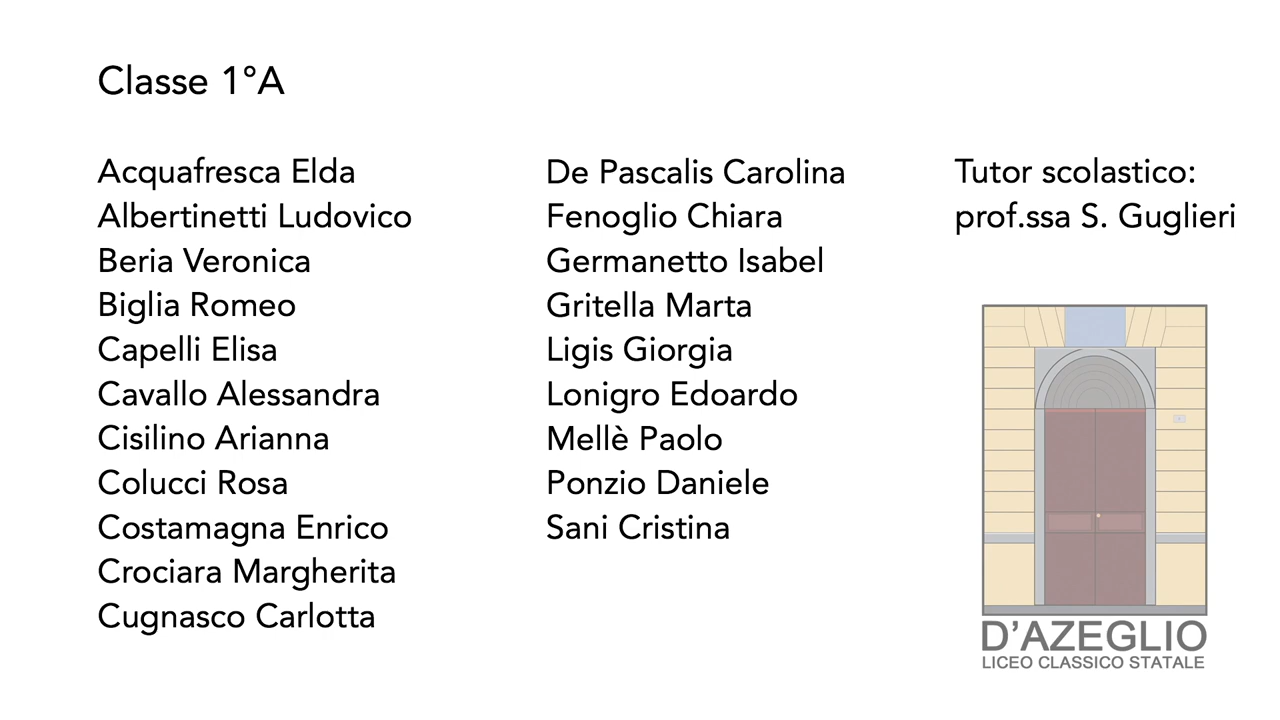 Classe 1°A
Acquafresca Elda
Albertinetti Ludovico
Beria Veronica
Biglia Romeo
Capelli Elisa
Cavallo Alessandra
Cisilino Arianna
Colucci Rosa
Costamagna Enrico
Crociara Margherita
Cugnasco Carlotta
De Pascalis Carolina
Fenoglio Chiara
Germanetto Isabel
Gritella Marta
Ligis Giorgia
Lonigro Edoardo
Mellè Paolo
Ponzio Daniele
Sani Cristina
Tutor scolastico:
prof.ssa S. Guglieri
D'AZEGLIO
LICEO CLASSICO STATALE